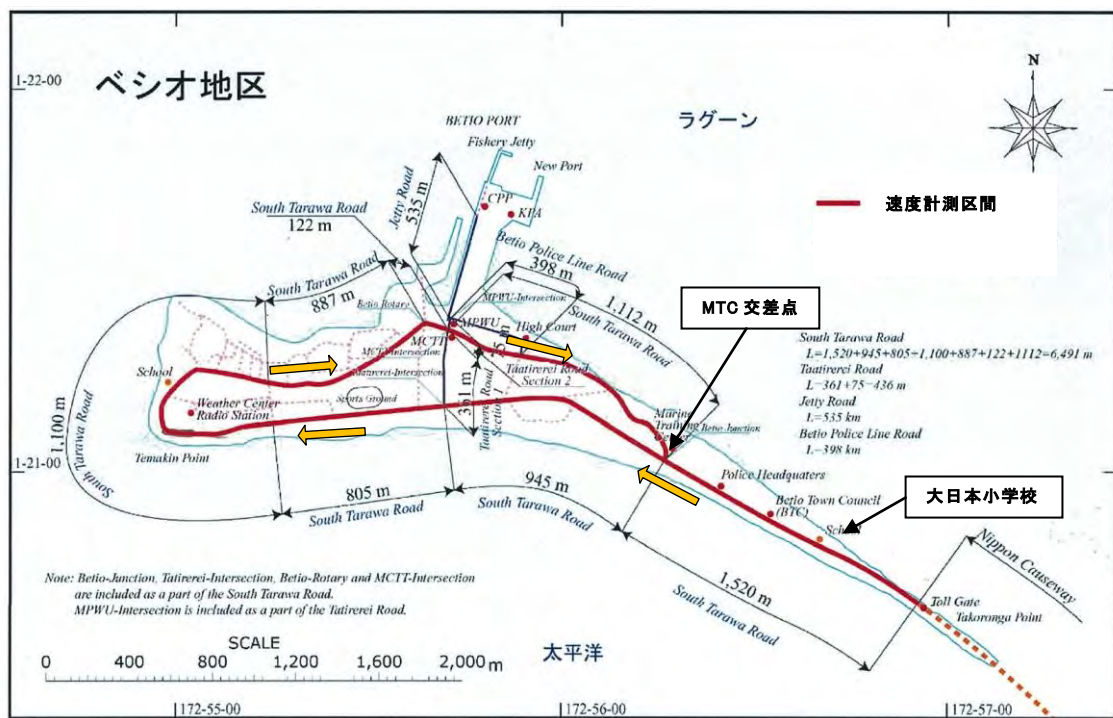 1-22-00
ベシオ地区
N
BETIO PORT
ラグーン
Fishery Jetty
New Port
CPP
KPA
Jetty Road
535 m
South Tarawa Road
122 m
速度計測区間
Betio Police Line Road
398 m
South Tarawa Road
887 m
MPWU-Intersection
1,112 m
South Tarawa Road
MTC 交差点
Betio Rotary
MPWU
High Court
MCTT
MCTT-Intersection
Taatirerei-Intersection
Taatirerei Road
Section 2
361 m
Taatirerei Road
Section 1
South Tarawa Road
L=1,520+945+805=1,100+887+122+1112=6,491 m
Taatirerei Road
L=361+75-436 m
Jetty Road
L=535 km
Betio Police Line Road
L=398 km
School
Weather Center
Radio Station
Sports Ground
Temakin Point
1,100 m
South Tarawa Road
South Tarawa Road
Marine
Training
Center
Betio Junction
1-21-00
Police Headquaters
Betio Town Council
(BTC)
School
大日本小学校
805 m
South Tarawa Road
945 m
South Tarawa Road
1,520 m
South Tarawa Road
Nippon Causeway
Toll Gate
Takoronga Point
Note: Betio-Junction, Tatirerei-Intersection, Betio-Rotary and MCTT-Intersection
are included as a part of the South Tarawa Road.
MPWU-Intersection is included as a part of the Tatirerei Road.
SCALE
0 400 800 1,200 1,600 2,000 m
太平洋
172-55-00
172-56-00
172-57-00